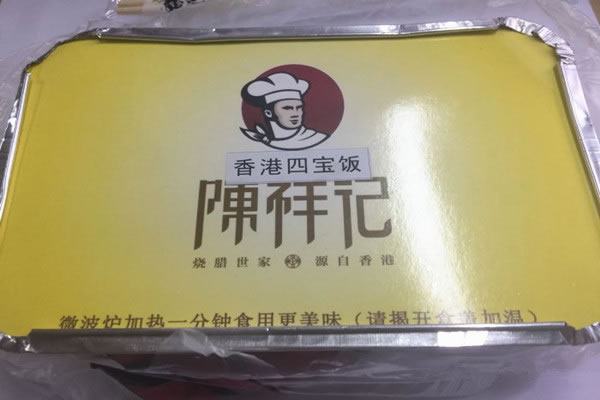 香港四宝饭
陳祥记
烧腊世家 源自香港
微波炉加热一分钟食用更美味（请揭开食盖加温）